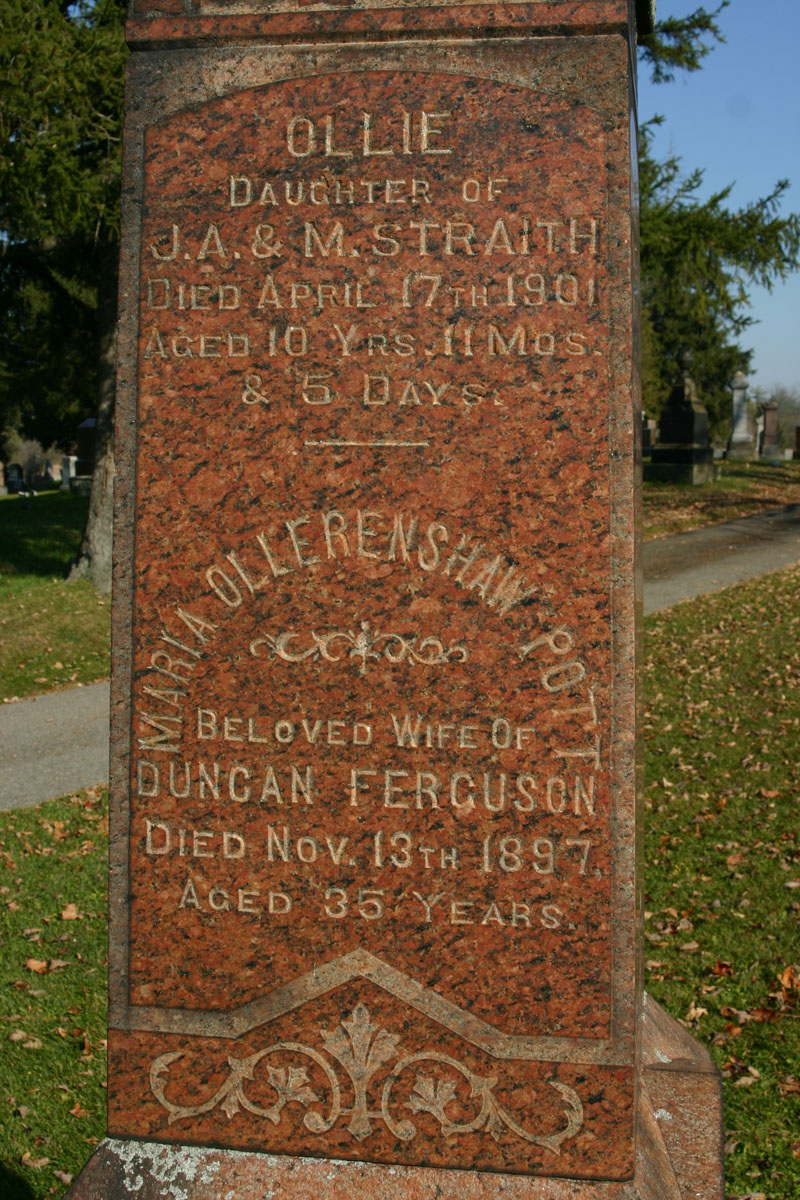 OLLIE
DAUGHTER OF
J.A. & M. STRAITH
DIED APRIL 17TH 1901
AGED 10 YRS. 11 MOS.
& 5 DAYS.
MARIA OLLERENSHAW POTT
BELOVED WIFE OF
DUNCAN FERGUSON
DIED NOV. 13TH 1897,
AGED 35 YEARS.